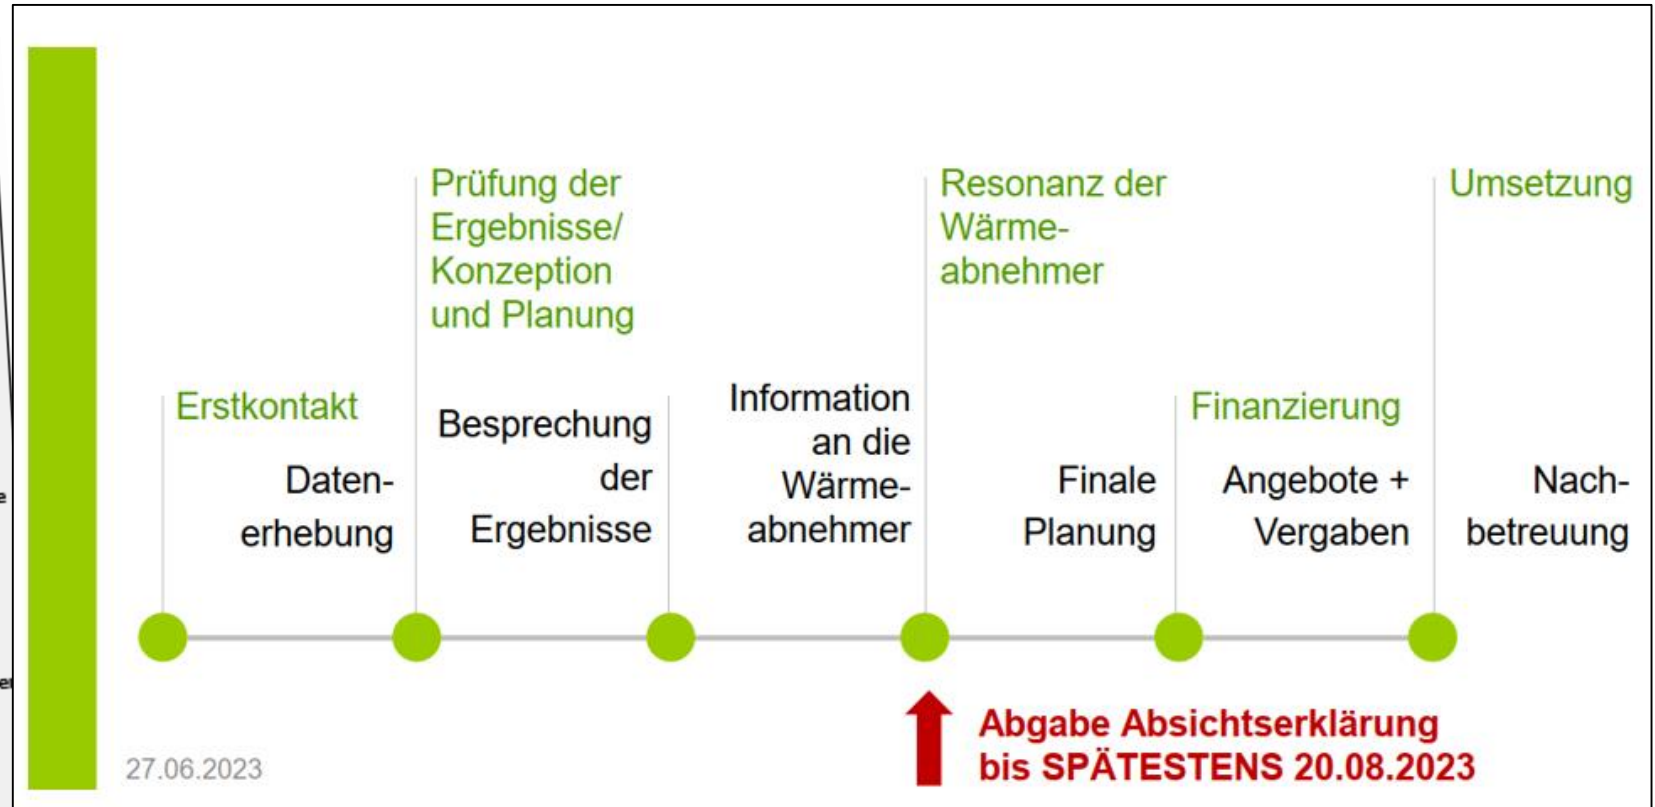 Erstkontakt
Daten-
erhebung
Prüfung der
Ergebnisse/
Konzeption
und Planung
Besprechung
der
Ergebnisse
Information
an die
Wärme-
abnehmer
Resonanz der
Wärme-
abnehmer
Finale
Planung
Finanzierung
Angebote +
Vergaben
Umsetzung
Nach-
betreuung
Abgabe Absichtserklärung
bis SPÄTESTENS 20.08.2023
27.06.2023